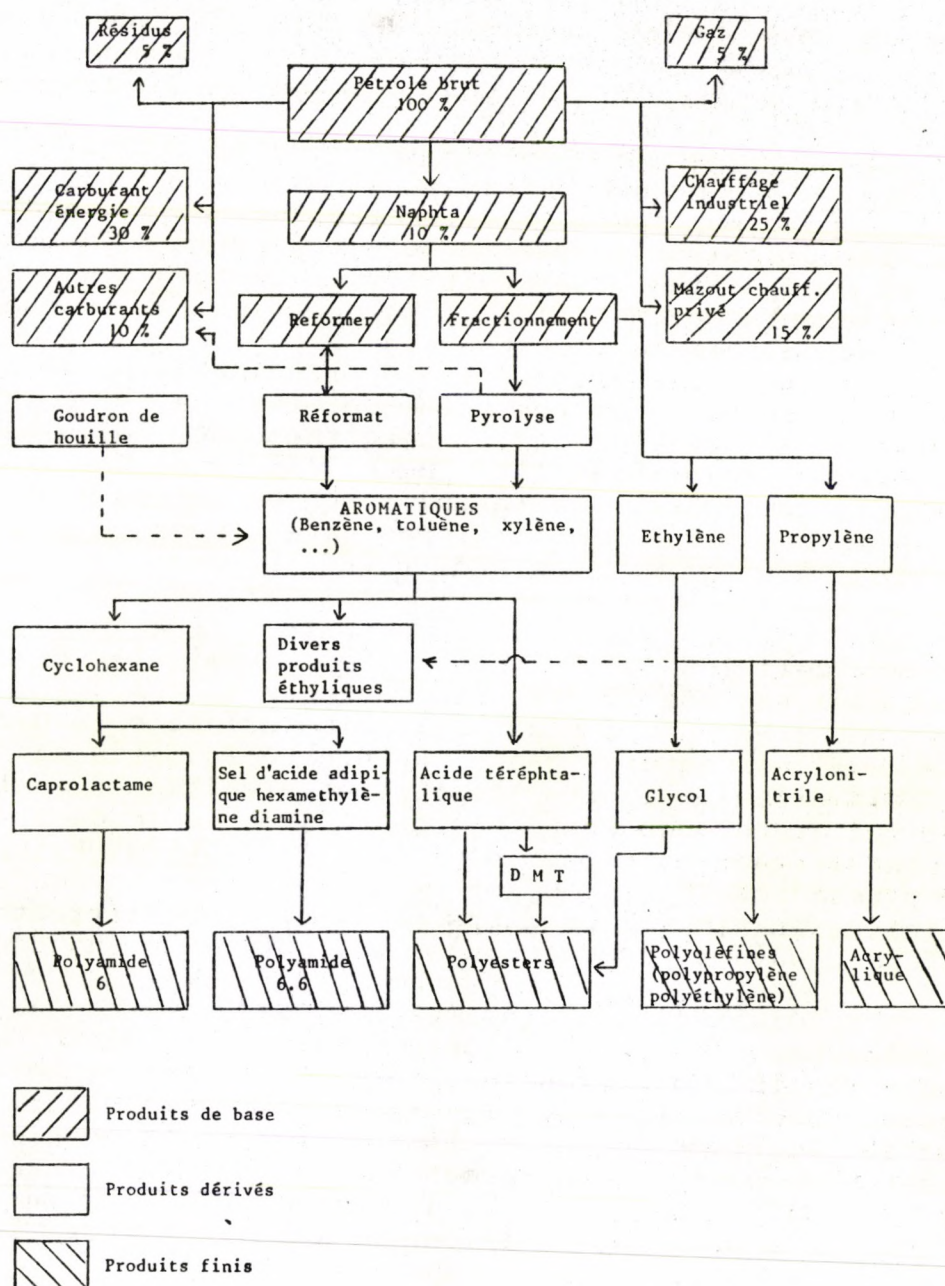 Résidus
5 %
Gaz
5 %
Pétrole brut
100 %
Carburant
énergie
30 %
Naphta
10 %
Chauffage
industriel
25 %
Autres
carburants
10 %
Reformer
Fractionnement
Mazout chauff.
privé
15 %
Goudron de
houille
Réformat
Pyrolyse
AROMATIQUES
(Benzène, toluène, xylène,
...)
Ethylène
Propylène
Cyclohexane
Divers
produits
éthyliques
Caprolactame
Sel d'acide adipi-
que hexamethylè-
ne diamine
Acide téréphta-
lique
Glycol
Acryloni-
trile
D M T
Polyamide
6
Polyamide
6.6
Polyesters
Polyoléfines
(polypropylène
polyéthylène)
Acry-
lique
Produits de base
Produits dérivés
Produits finis